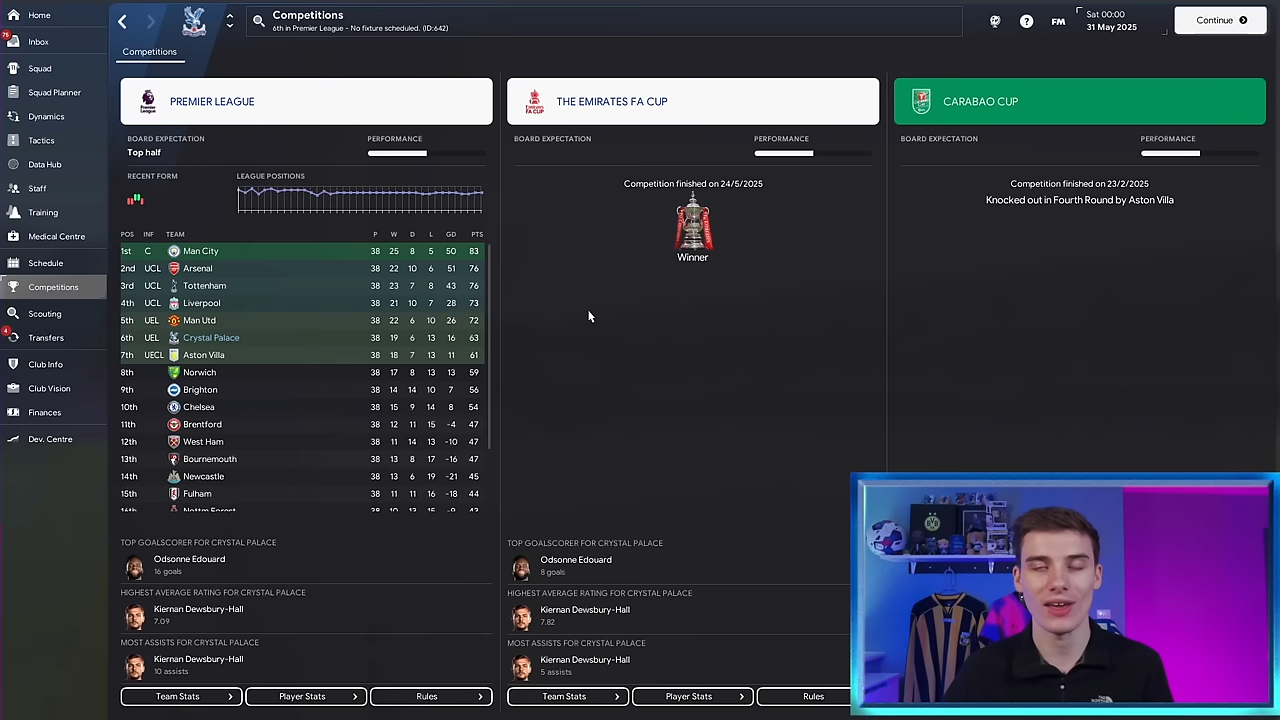 Home
75
Inbox
Squad
Squad Planner
Dynamics
Tactics
Data Hub
Staff
Training
Medical Centre
Schedule
Competitions
Scouting
4
Transfers
Club Info
Club Vision
Finances
Dev. Centre
Competitions
6th in Premier League - No fixture scheduled. (ID:642)
?
FM
Sat 00:00
31 May 2025
Continue
Competitions
PREMIER LEAGUE
BOARD EXPECTATION PERFORMANCE
Top half
RECENT FORM LEAGUE POSITIONS
POS INF TEAM P W D L GD PTS
1st C Man City 38 25 8 5 50 83
2nd UCL Arsenal 38 22 10 6 51 76
3rd UCL Tottenham 38 23 7 8 43 76
4th UCL Liverpool 38 21 10 7 28 73
5th UEL Man Utd 38 22 6 10 26 72
6th UEL Crystal Palace 38 19 6 13 16 63
7th UECL Aston Villa 38 18 7 13 11 61
8th Norwich 38 17 8 13 13 59
9th Brighton 38 14 14 10 7 56
10th Chelsea 38 15 9 14 8 54
11th Brentford 38 12 11 15 -4 47
12th West Ham 38 11 14 13 -10 47
13th Bournemouth 38 13 8 17 -16 47
14th Newcastle 38 13 6 19 -21 45
15th Fulham 38 11 11 16 -18 44
16th Nottm Forest 38 10 13 15 -9 43
TOP GOALSCORER FOR CRYSTAL PALACE
Odsonne Edouard
16 goals
HIGHEST AVERAGE RATING FOR CRYSTAL PALACE
Kiernan Dewsbury-Hall
7.09
MOST ASSISTS FOR CRYSTAL PALACE
Kiernan Dewsbury-Hall
10 assists
Team Stats
Player Stats
Rules
THE EMIRATES FA CUP
BOARD EXPECTATION PERFORMANCE
Competition finished on 24/5/2025
Winner
TOP GOALSCORER FOR CRYSTAL PALACE
Odsonne Edouard
8 goals
HIGHEST AVERAGE RATING FOR CRYSTAL PALACE
Kiernan Dewsbury-Hall
7.82
MOST ASSISTS FOR CRYSTAL PALACE
Kiernan Dewsbury-Hall
5 assists
Team Stats
Player Stats
Rules
CARABAO CUP
BOARD EXPECTATION PERFORMANCE
Competition finished on 23/2/2025
Knocked out in Fourth Round by Aston Villa